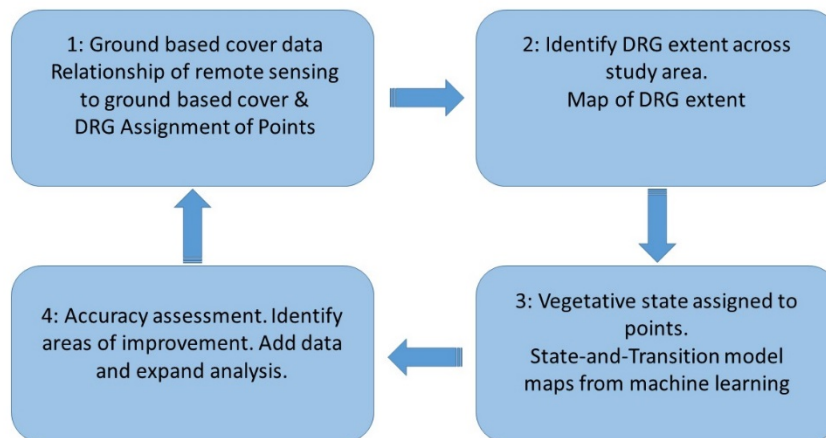 1: Ground based cover data
Relationship of remote sensing
to ground based cover &
DRG Assignment of Points
2: Identify DRG extent across
study area.
Map of DRG extent
3: Vegetative state assigned to
points.
State-and-Transition model
maps from machine learning
4: Accuracy assessment. Identify
areas of improvement. Add data
and expand analysis.